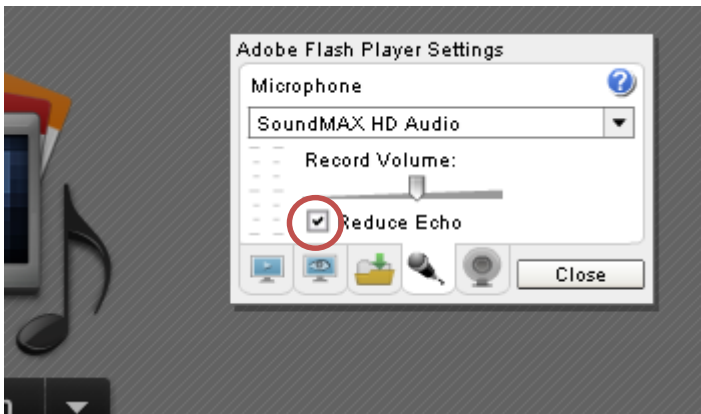 Adobe Flash Player Settings
Microphone
SoundMAX HD Audio
Record Volume:
Reduce Echo
Close